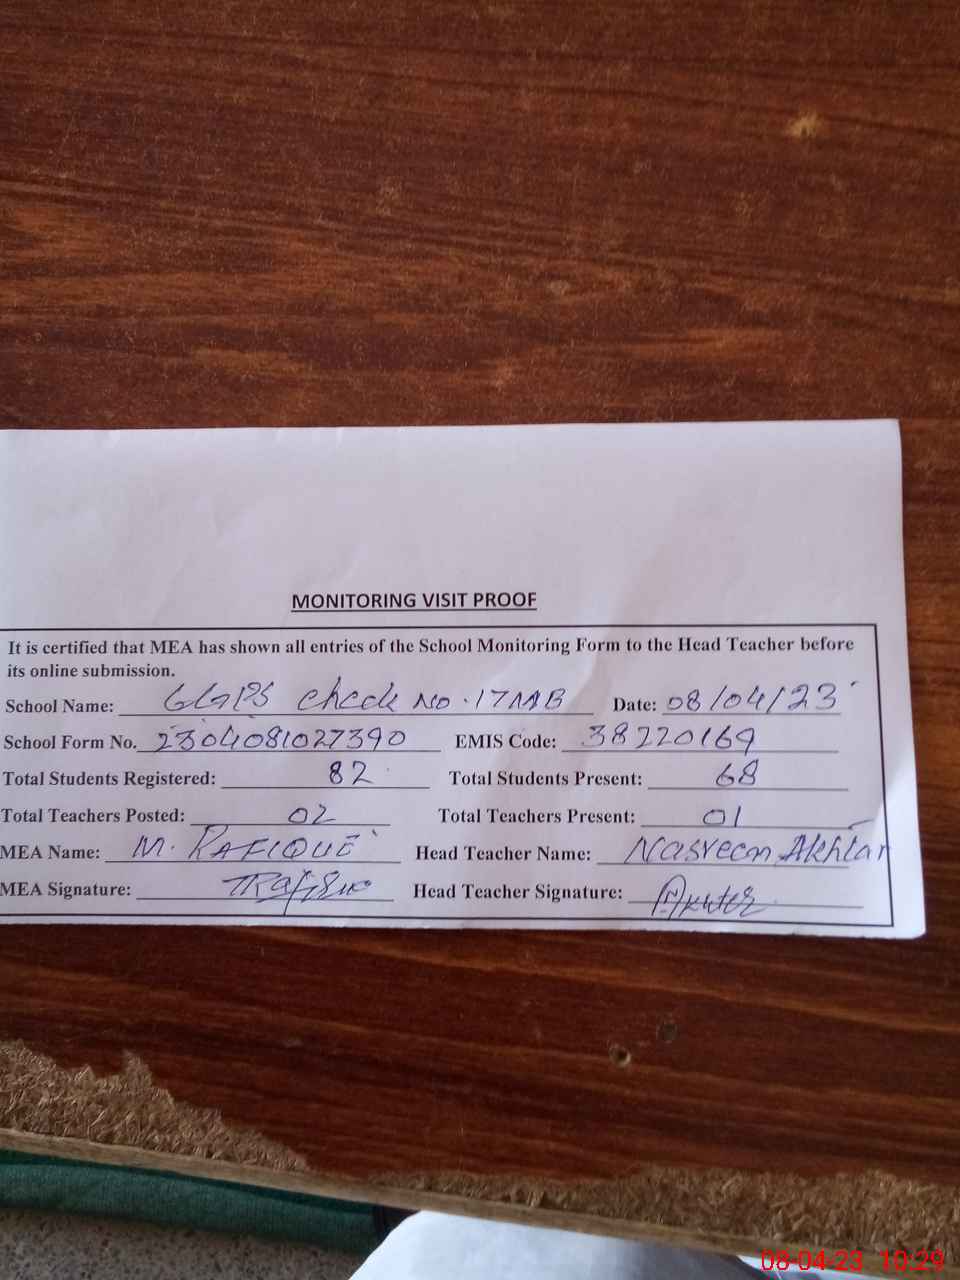 MONITORING VISIT PROOF
It is certified that MEA has shown all entries of the School Monitoring Form to the Head Teacher before
its online submission.
School Name: GGPS Check No. 17MB Date: 08/04/23
School Form No. 2304081027390 EMIS Code: 38220169
Total Students Registered: 82 Total Students Present: 68
Total Teachers Posted: 02 Total Teachers Present: 01
MEA Name: M. RAFIQUE Head Teacher Name: Nasreen Akhtar
MEA Signature: Head Teacher Signature:
08-04-23 10:29